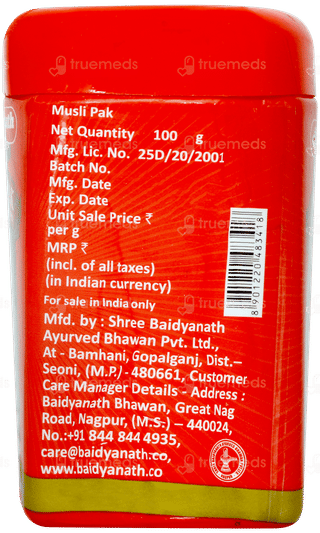 truemeds truemeds
Musli Pak
Net Quantity 100 g
Mfg. Lic. No. 25D/20/2001
Batch No.
Mfg. Date
Exp. Date
Unit Sale Price ₹
per g
MRP ₹
(incl. of all taxes)
(in Indian currency)
For sale in India only
8901220483418
Mfd. by : Shree Baidyanath
Ayurved Bhawan Pvt. Ltd.,
At - Bamhani, Gopalganj, Dist.–
Seoni, (M.P.) - 480661, Customer
Care Manager Details - Address :
Baidyanath Bhawan, Great Nag
Road, Nagpur, (M.S.) – 440024,
No.:+91 844 844 4935,
care@baidyanath.co,
www.baidyanath.co